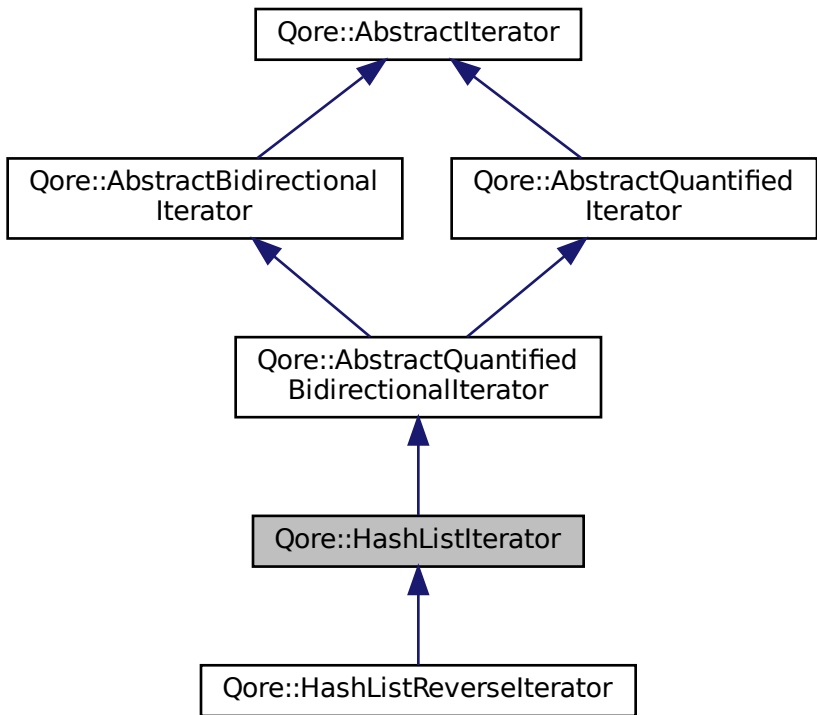 Qore::AbstractIterator
Qore::AbstractBidirectional
Iterator
Qore::AbstractQuantified
Iterator
Qore::AbstractQuantified
BidirectionalIterator
Qore::HashListIterator
Qore::HashListReverseIterator